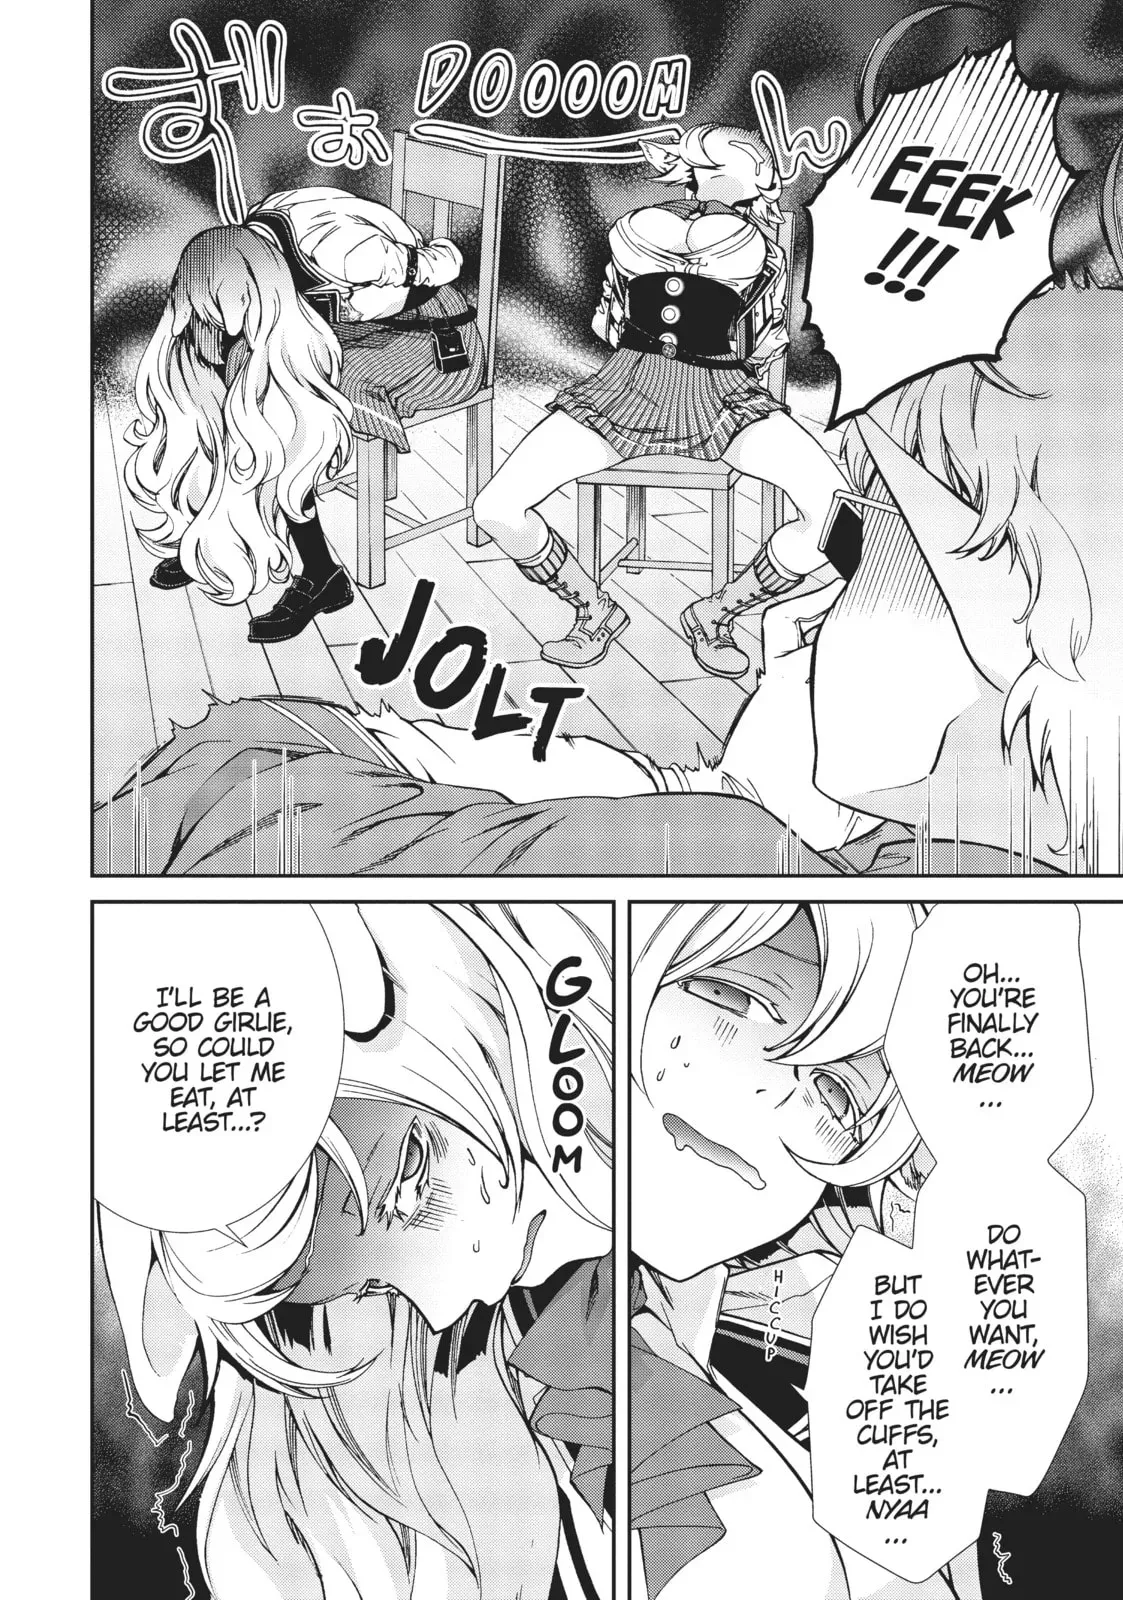 EEEK
!!!
DOOOOM
ずぉ
ん
JOLT
OH...
YOU'RE
FINALLY
BACK...
MEOW
...
DO
WHAT-
EVER
YOU
WANT,
MEOW
...
BUT
I DO
WISH
YOU'D
TAKE
OFF THE
CUFFS,
AT
LEAST...
NYAA
...
HICCUP
GLOOM
I'LL BE A
GOOD GIRLIE,
SO COULD
YOU LET ME
EAT, AT
LEAST...?